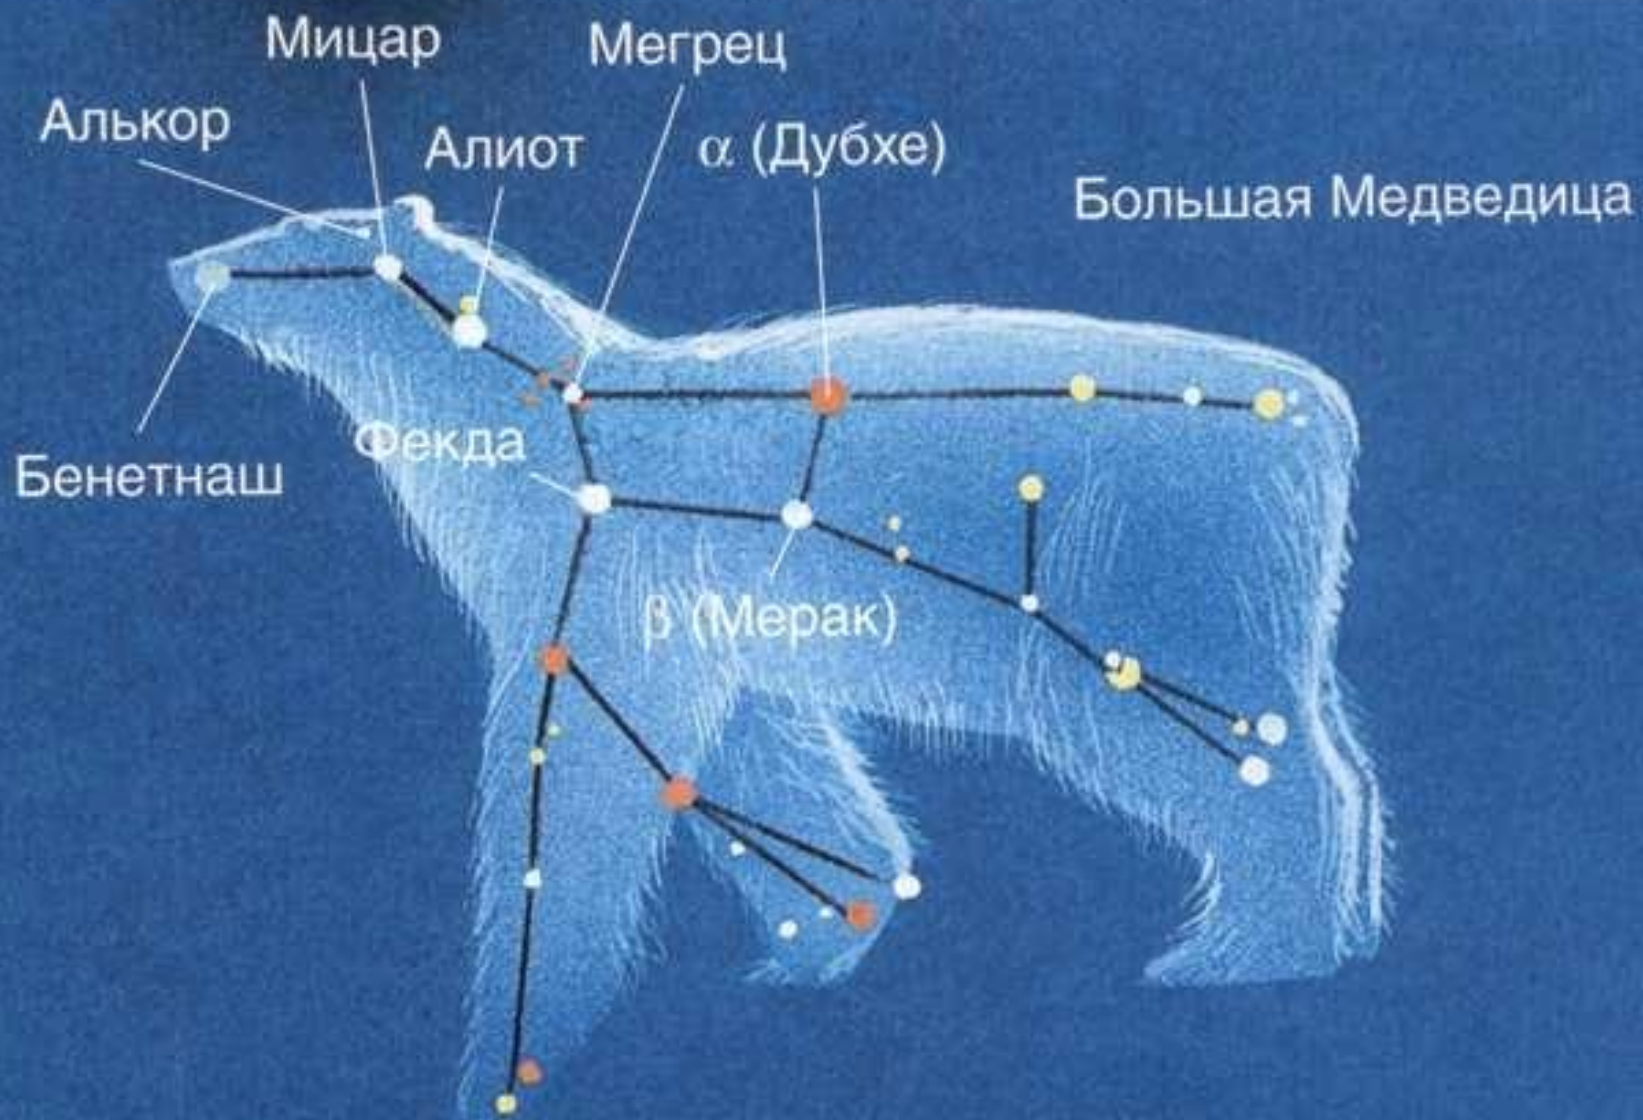 Мицар
Мегрец
Алькор
Алиот
α (Дубхе)
Большая Медведица
Фекда
Бенетнаш
β (Мерак)